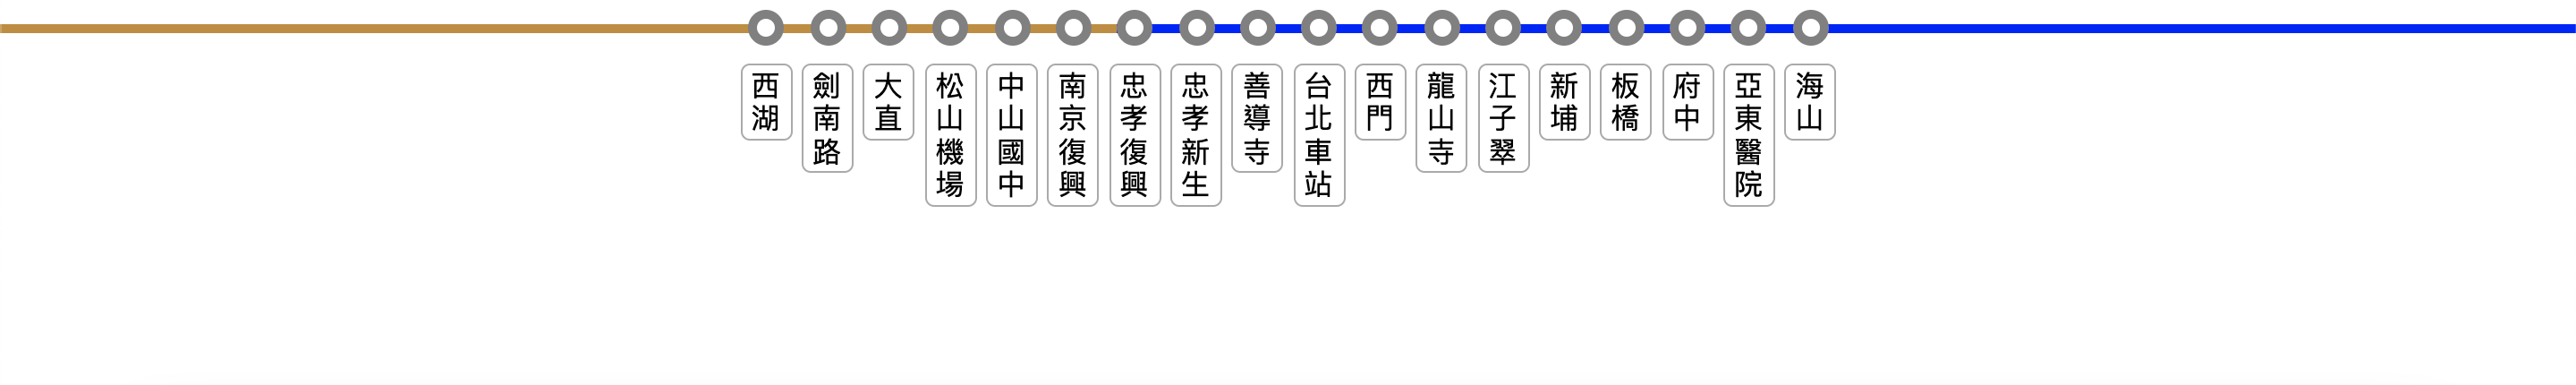 西湖
劍南路
大直
松山機場
中山國中
南京復興
忠孝復興
忠孝新生
善導寺
台北車站
西門
龍山寺
江子翠
新埔
板橋
府中
亞東醫院
海山